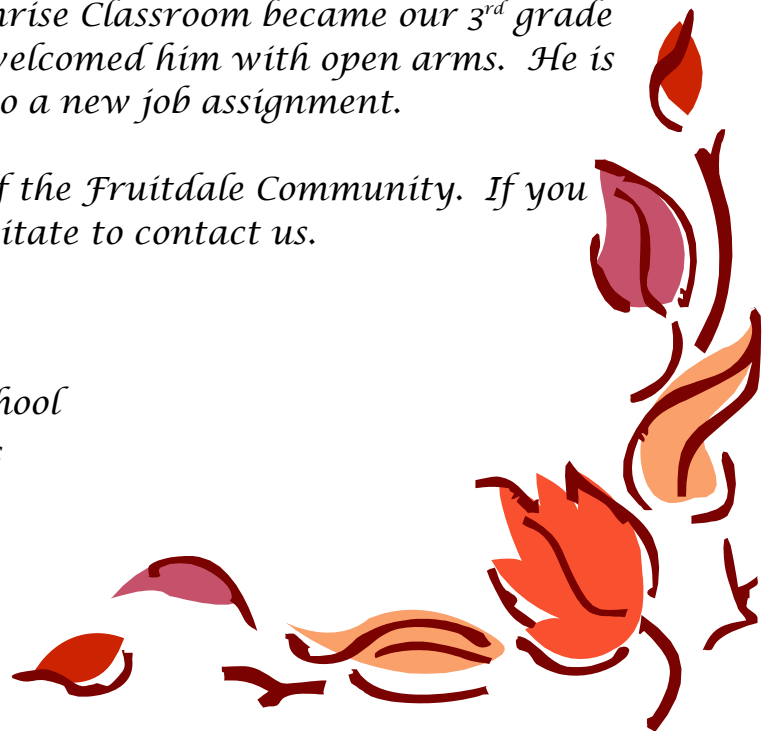 nrise Classroom became our 3rd grade
welcomed him with open arms. He is
o a new job assignment.
f the Fruitdale Community. If you
itate to contact us.
hool